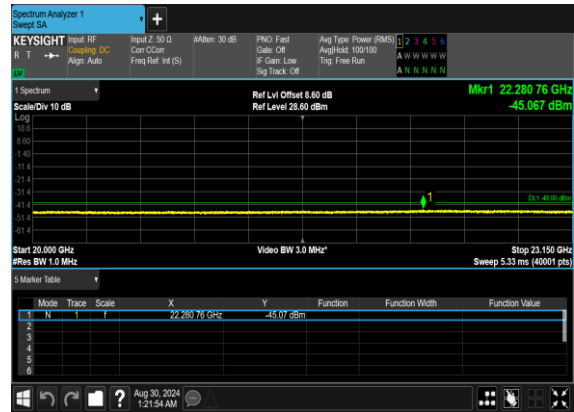 Spectrum Analyzer 1
Swept SA
+
KEYSIGHT Input: RF Input Z: 50 Ω #Atten: 30 dB PNO: Fast Avg Type: Power (RMS) 1 2 3 4 5 6
R T Coupling: DC Corr CCorr Gate: Off Avg|Hold: 100/100 A W W W W W
Align: Auto Freq Ref: Int (S) IF Gain: Low Trig: Free Run
LW Sig Track: Off A N N N N N
1 Spectrum Ref Lvl Offset 8.60 dB Mkr1 22.280 76 GHz
Scale/Div 10 dB Ref Level 28.60 dBm -45.067 dBm
Log
18.6
8.60
-1.40
-11.4
-21.4
-31.4
1 DL1 -40.00 dBm
-41.4
-51.4
-61.4
Start 20.000 GHz Video BW 3.0 MHz* Stop 23.150 GHz
#Res BW 1.0 MHz Sweep 5.33 ms (40001 pts)
5 Marker Table
Mode Trace Scale X Y Function Function Width Function Value
1 N 1 f 22.280 76 GHz -45.07 dBm
2
3
4
5
6
? Aug 30, 2024
1:21:54 AM